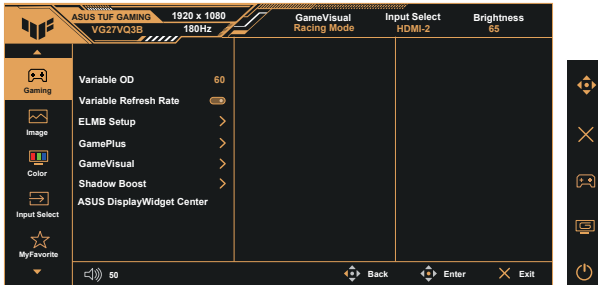 ASUS TUF GAMING 1920 x 1080
VG27VQ3B 180Hz
GameVisual
Racing Mode
Input Select
HDMI-2
Brightness
65
Gaming
Image
Color
Input Select
MyFavorite
Variable OD 60
Variable Refresh Rate
ELMB Setup
GamePlus
GameVisual
Shadow Boost
ASUS DisplayWidget Center
50
Back
Enter
Exit